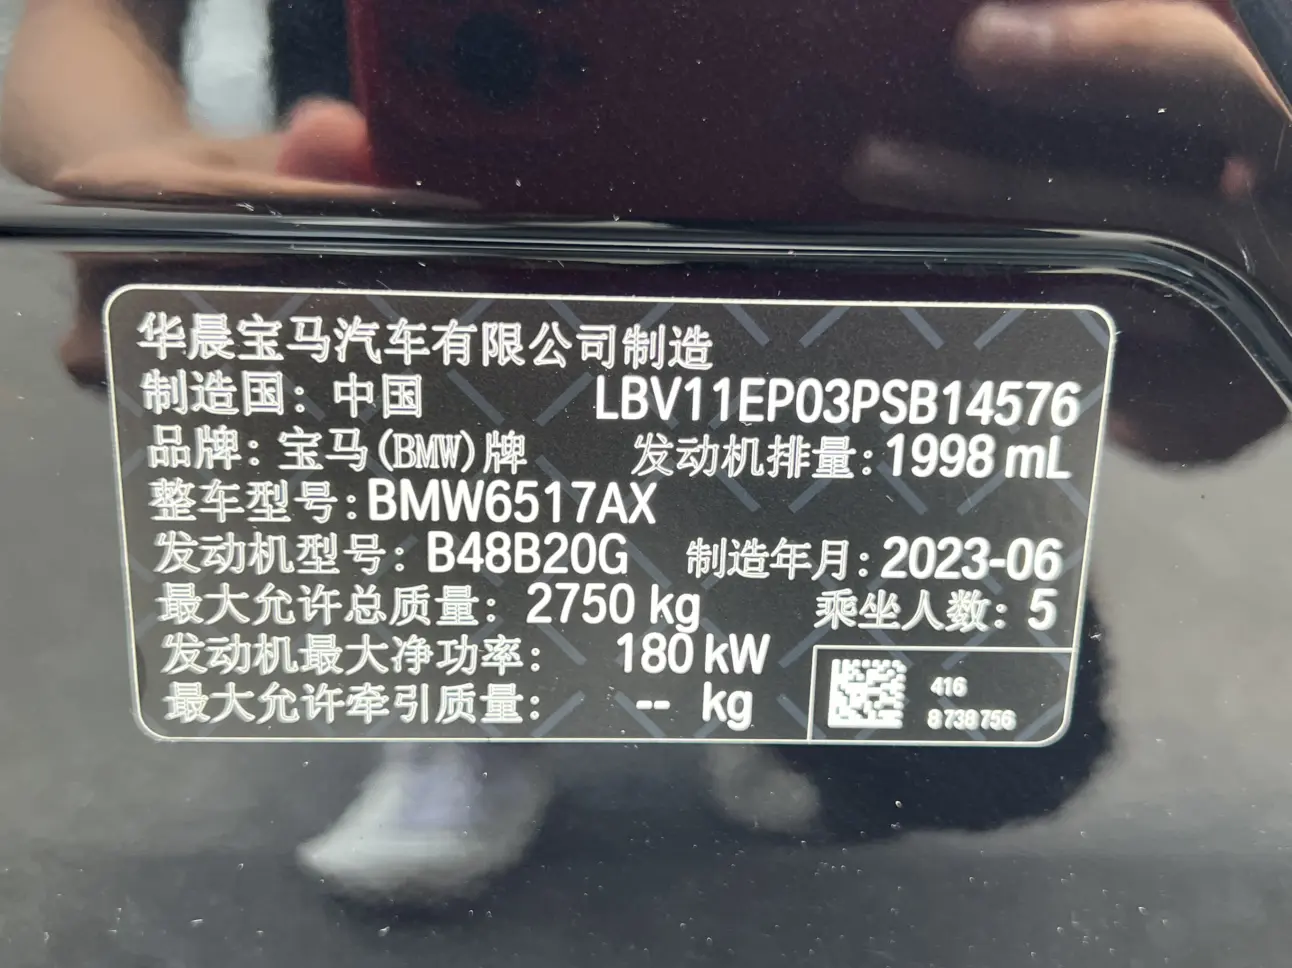 华晨宝马汽车有限公司制造
制造国：中国 LBV11EP03PSB14576
品牌：宝马(BMW)牌 发动机排量：1998 mL
整车型号：BMW6517AX
发动机型号：B48B20G 制造年月：2023-06
最大允许总质量：2750 kg 乘坐人数：5
发动机最大净功率：180 kW
最大允许牵引质量：-- kg
416
8 738 756